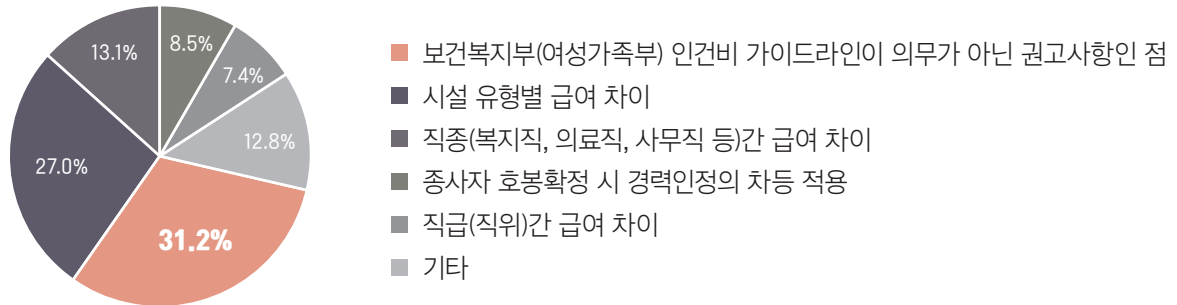 8.5%
13.1%
7.4%
12.8%
27.0%
31.2%
보건복지부(여성가족부) 인건비 가이드라인이 의무가 아닌 권고사항인 점
시설 유형별 급여 차이
직종(복지직, 의료직, 사무직 등)간 급여 차이
종사자 호봉확정 시 경력인정의 차등 적용
직급(직위)간 급여 차이
기타